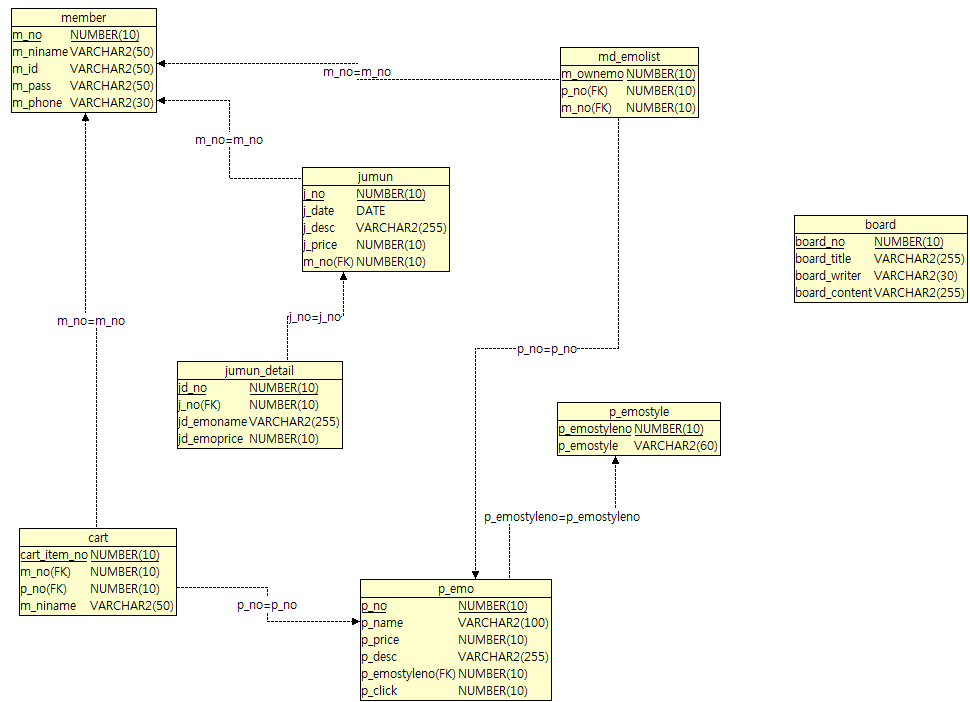 member
m_no NUMBER(10)
m_niname VARCHAR2(50)
m_id VARCHAR2(50)
m_pass VARCHAR2(50)
m_phone VARCHAR2(30)
md_emolist
m_ownemo NUMBER(10)
p_no(FK) NUMBER(10)
m_no(FK) NUMBER(10)
m_no=m_no
m_no=m_no
jumun
j_no NUMBER(10)
j_date DATE
j_desc VARCHAR2(255)
j_price NUMBER(10)
m_no(FK) NUMBER(10)
board
board_no NUMBER(10)
board_title VARCHAR2(255)
board_writer VARCHAR2(30)
board_content VARCHAR2(255)
m_no=m_no
j_no=j_no
p_no=p_no
jumun_detail
jd_no NUMBER(10)
j_no(FK) NUMBER(10)
jd_emoname VARCHAR2(255)
jd_emoprice NUMBER(10)
p_emostyle
p_emostyleno NUMBER(10)
p_emostyle VARCHAR2(60)
p_emostyleno=p_emostyleno
cart
cart_item_no NUMBER(10)
m_no(FK) NUMBER(10)
p_no(FK) NUMBER(10)
m_niname VARCHAR2(50)
p_no=p_no
p_emo
p_no NUMBER(10)
p_name VARCHAR2(100)
p_price NUMBER(10)
p_desc VARCHAR2(255)
p_emostyleno(FK) NUMBER(10)
p_click NUMBER(10)